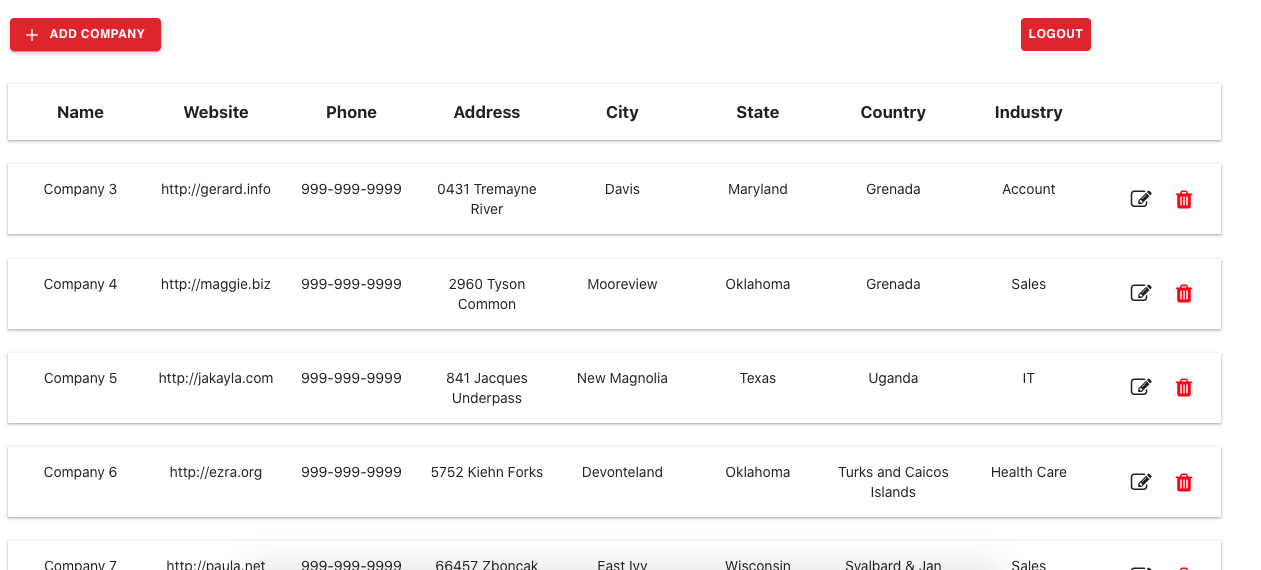 ADD COMPANY
LOGOUT
Name Website Phone Address City State Country Industry
Company 3 http://gerard.info 999-999-9999 0431 Tremayne Davis Maryland Grenada Account
River
Company 4 http://maggie.biz 999-999-9999 2960 Tyson Mooreview Oklahoma Grenada Sales
Common
Company 5 http://jakayla.com 999-999-9999 841 Jacques New Magnolia Texas Uganda IT
Underpass
Company 6 http://ezra.org 999-999-9999 5752 Kiehn Forks Devonteland Oklahoma Turks and Caicos Health Care
Islands
Company 7 http://paula.net 999-999-9999 66457 Zboncak East Ivy Wisconsin Svalbard & Jan Sales